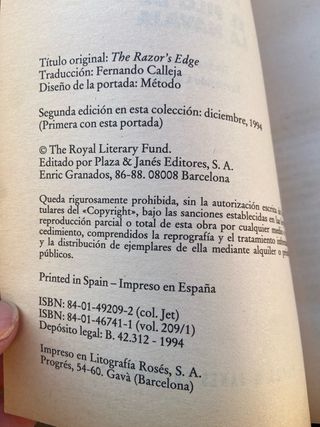 Título original: The Razor's Edge
Traducción: Fernando Calleja
Diseño de la portada: Método
Segunda edición en esta colección: diciembre, 1994
(Primera con esta portada)
© The Royal Literary Fund.
Editado por Plaza & Janés Editores, S. A.
Enric Granados, 86-88. 08008 Barcelona
Queda rigurosamente prohibida, sin la autorización escrita
tulares del «Copyright», bajo las sanciones establecidas en las
reproducción parcial o total de esta obra por cualquier medio
cedimiento, comprendidos la reprografía y el tratamiento
y la distribución de ejemplares de ella mediante alquiler o
públicos.
Printed in Spain – Impreso en España
ISBN: 84-01-49209-2 (col. Jet)
ISBN: 84-01-46741-1 (vol. 209/1)
Depósito legal: B. 42.312 - 1994
Impreso en Litografía Rosés, S. A.
Progrés, 54-60. Gavà (Barcelona)